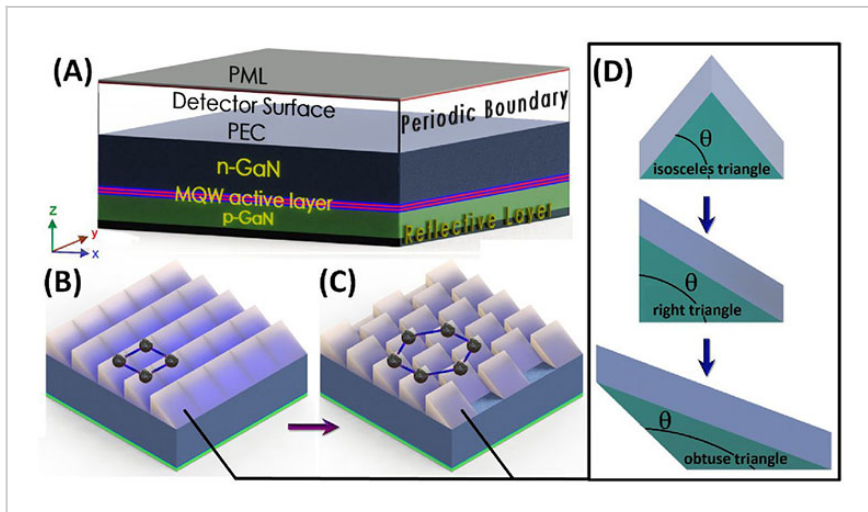 (A)
PML
Detector Surface
PEC
Periodic Boundary
n-GaN
MQW active layer
p-GaN
Reflective Layer
z
y
x
(B)
(C)
(D)
θ
isosceles triangle
θ
right triangle
θ
obtuse triangle